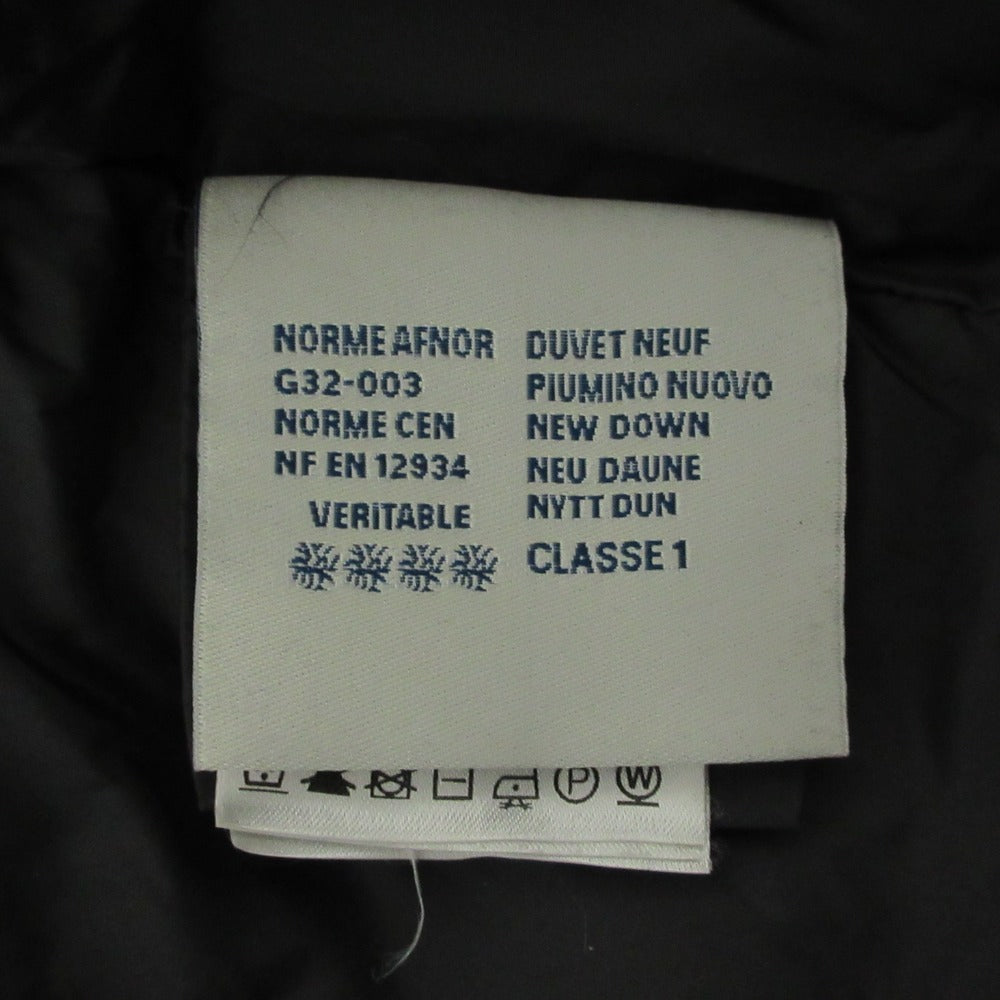 NORME AFNOR
G32-003
NORME CEN
NF EN 12934
VERITABLE
DUVET NEUF
PIUMINO NUOVO
NEW DOWN
NEU DAUNE
NYTT DUN
CLASSE 1
P
W